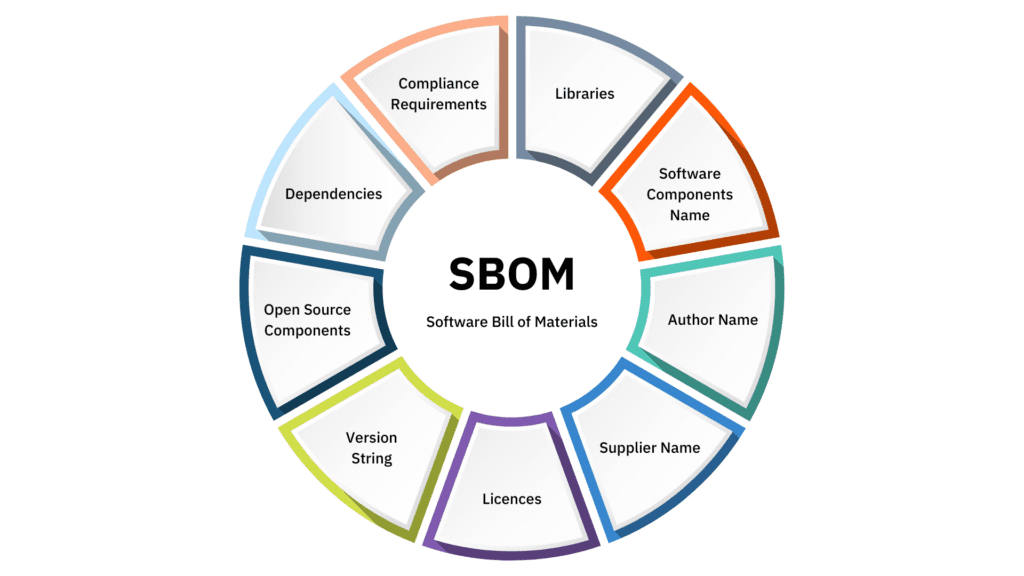 Compliance
Requirements
Libraries
Software
Components
Name
Author Name
Supplier Name
Licences
Version
String
Open Source
Components
Dependencies
SBOM
Software Bill of Materials